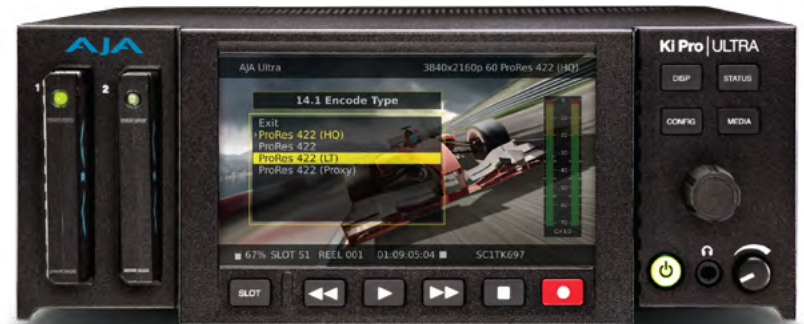 AJA
Ki Pro | ULTRA
1
2
AJA Ultra
3840x2160p 60 ProRes 422 (HQ)
14.1 Encode Type
Exit
ProRes 422 (HQ)
ProRes 422
ProRes 422 (LT)
ProRes 422 (Proxy)
67% SLOT S1 REEL 001 01:09:05:04 SC1TK697
DISP
STATUS
CONFIG
MEDIA
SLOT